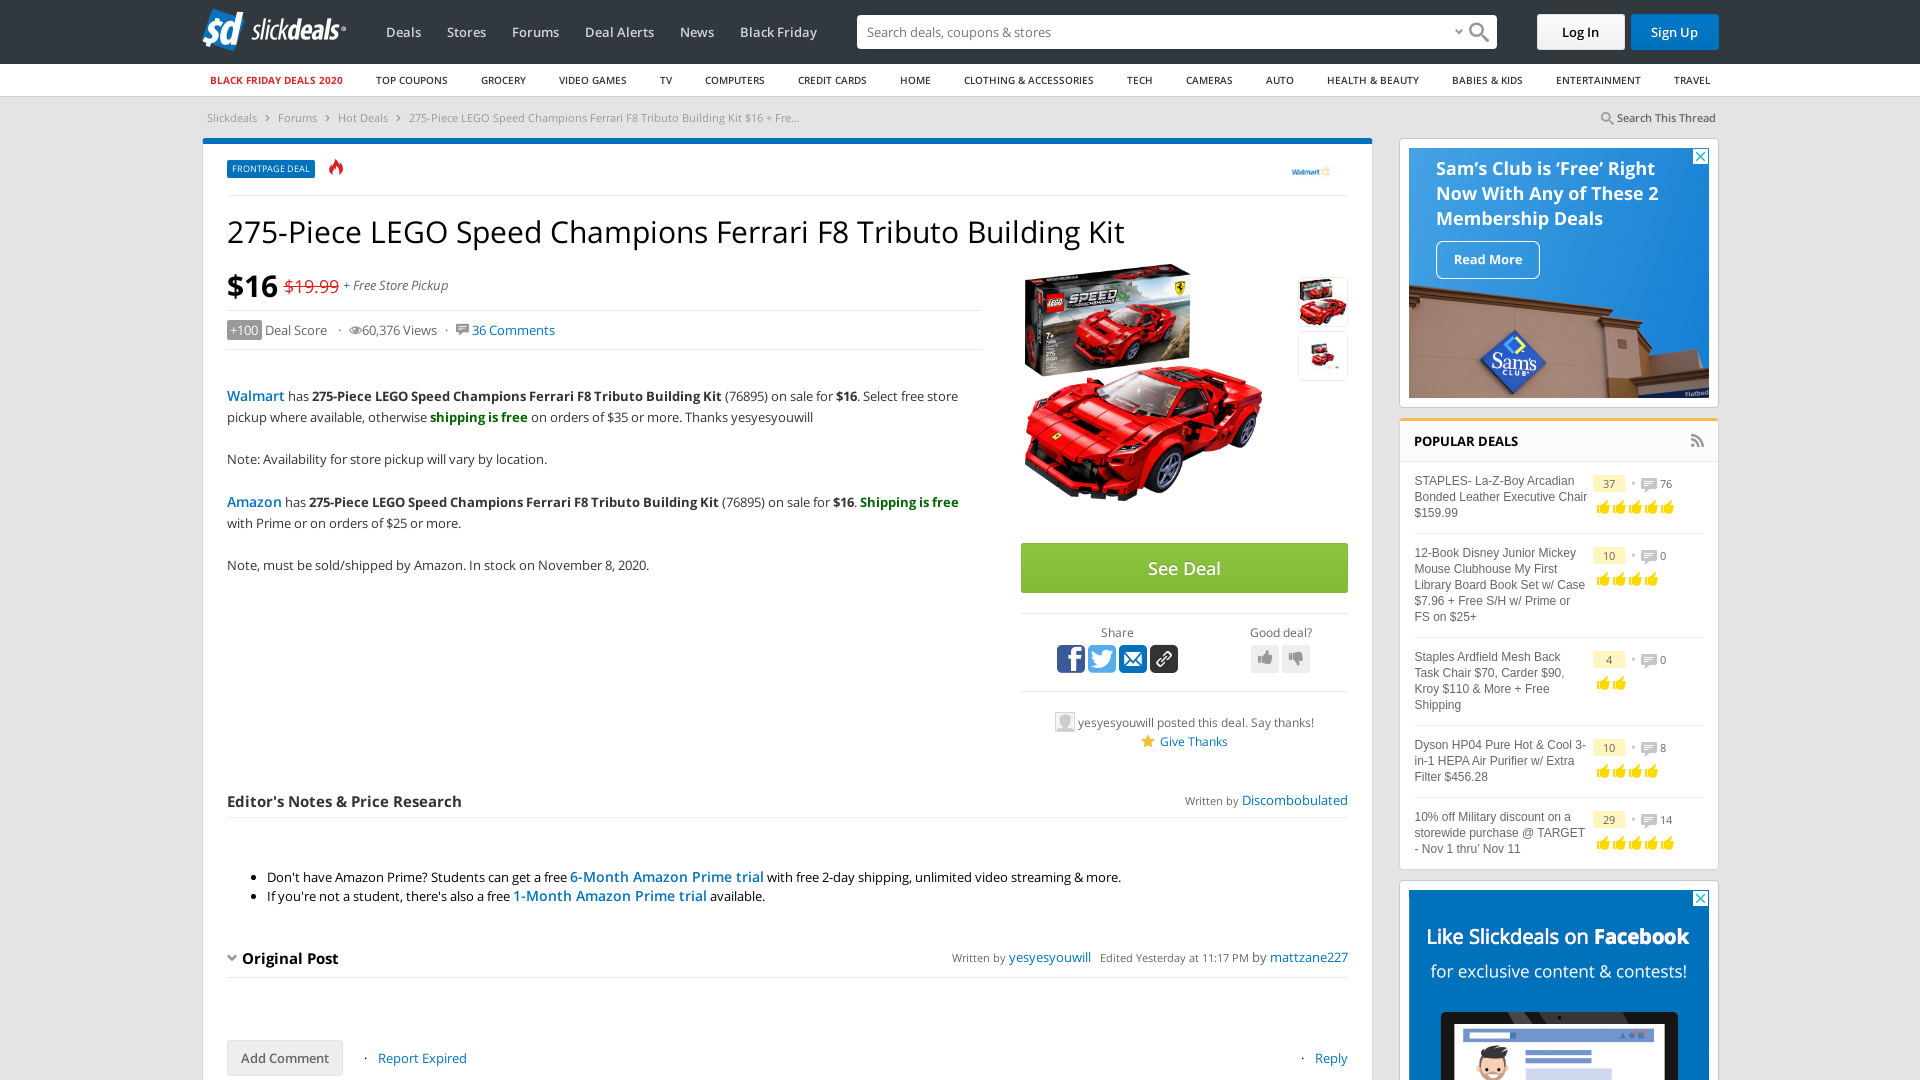 sd slickdeals
Deals Stores Forums Deal Alerts News Black Friday
Search deals, coupons & shopping
Log In Sign Up
BLACK FRIDAY DEALS 2020 TOP COUPONS GROCERY VIDEO GAMES TV COMPUTERS CREDIT CARDS HOME CLOTHING & ACCESSORIES TECH CAMERAS AUTO HEALTH & BEAUTY BABIES & KIDS ENTERTAINMENT TRAVEL
Slickdeals > Forums > Hot Deals > 275-Piece LEGO Speed Champions Ferrari F8 Tributo Building Kit $16 + Fre...
Search This Thread
FRONTPAGE DEAL
Walmart
275-Piece LEGO Speed Champions Ferrari F8 Tributo Building Kit
$16 $19.99 + Free Store Pickup
+100 Deal Score · 60,376 Views · 36 Comments
Walmart has 275-Piece LEGO Speed Champions Ferrari F8 Tributo Building Kit (76895) on sale for $16. Select free store
pickup where available, otherwise shipping is free on orders of $35 or more. Thanks yesyesyouwill
Note: Availability for store pickup will vary by location.
Amazon has 275-Piece LEGO Speed Champions Ferrari F8 Tributo Building Kit (76895) on sale for $16. Shipping is free
with Prime or on orders of $25 or more.
Note, must be sold/shipped by Amazon. In stock on November 8, 2020.
LEGO SPEED
7+
275
See Deal
Share
Good deal?
yesyesyouwill posted this deal. Say thanks!
Give Thanks
Editor's Notes & Price Research
Written by Discombobulated
• Don't have Amazon Prime? Students can get a free 6-Month Amazon Prime trial with free 2-day shipping, unlimited video streaming & more.
• If you're not a student, there's also a free 1-Month Amazon Prime trial available.
Original Post
Written by yesyesyouwill Edited Yesterday at 11:17 PM by mattzane227
Add Comment · Report Expired
· Reply
Sam's Club is 'Free' Right
Now With Any of These 2
Membership Deals
Read More
Sam's
CLUB
Flatbed
POPULAR DEALS
STAPLES- La-Z-Boy Arcadian
Bonded Leather Executive Chair
$159.99
37 • 76
12-Book Disney Junior Mickey
Mouse Clubhouse My First
Library Board Book Set w/ Case
$7.96 + Free S/H w/ Prime or
FS on $25+
10 • 0
Staples Ardfield Mesh Back
Task Chair $70, Carder $90,
Kroy $110 & More + Free
Shipping
4 • 0
Dyson HP04 Pure Hot & Cool 3-
in-1 HEPA Air Purifier w/ Extra
Filter $456.28
10 • 8
10% off Military discount on a
storewide purchase @ TARGET
- Nov 1 thru' Nov 11
29 • 14
Like Slickdeals on Facebook
for exclusive content & contests!